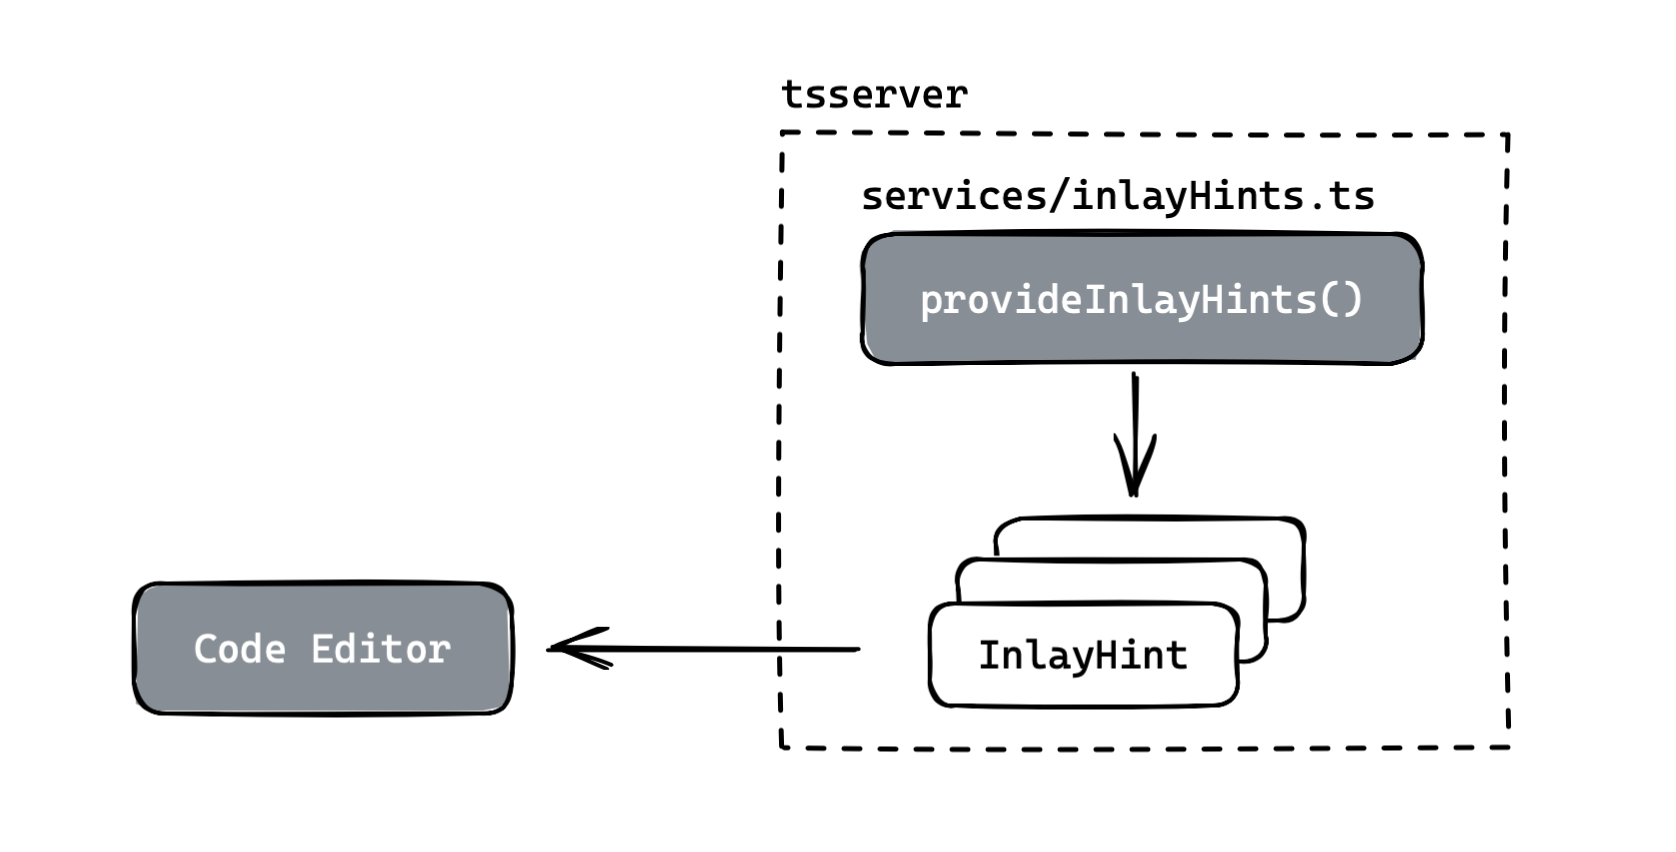 tsserver
services/inlayHints.ts
provideInlayHints()
InlayHint
Code Editor